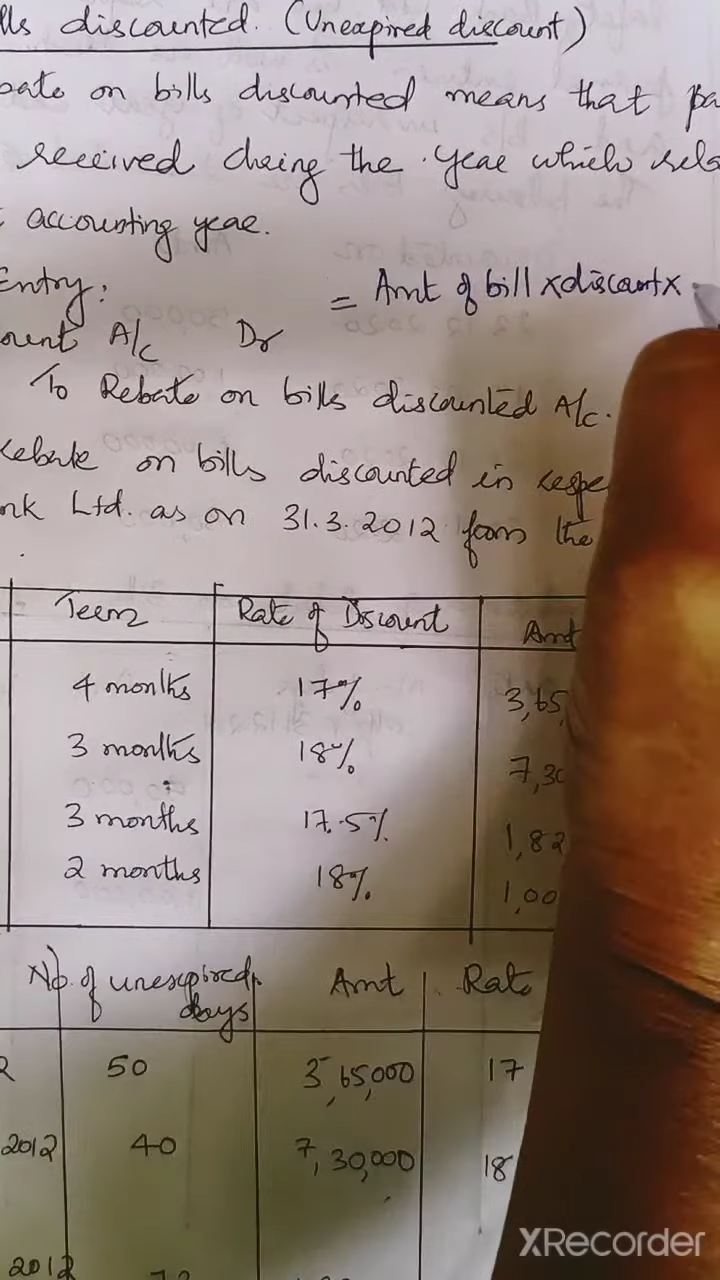 lls discounted. (Unexpired discount)
bate on bills discounted means that pa
received during the year which rela
accounting year.
Entry:
= Amt of bill x discount x
ount A/c Dr
To Rebate on bills discounted A/c.
Rebate on bills discounted in respe
nk Ltd. as on 31.3.2012 from the
Term Rate of Discount Amt
4 months 17% 3,65,
3 months 18% 7,30
3 months 17.5% 1,82
2 months 18% 1,00
No. of unexpired days Amt Rate
2 50 3,65,000 17
2012 40 7,30,000 18
2012
XRecorder